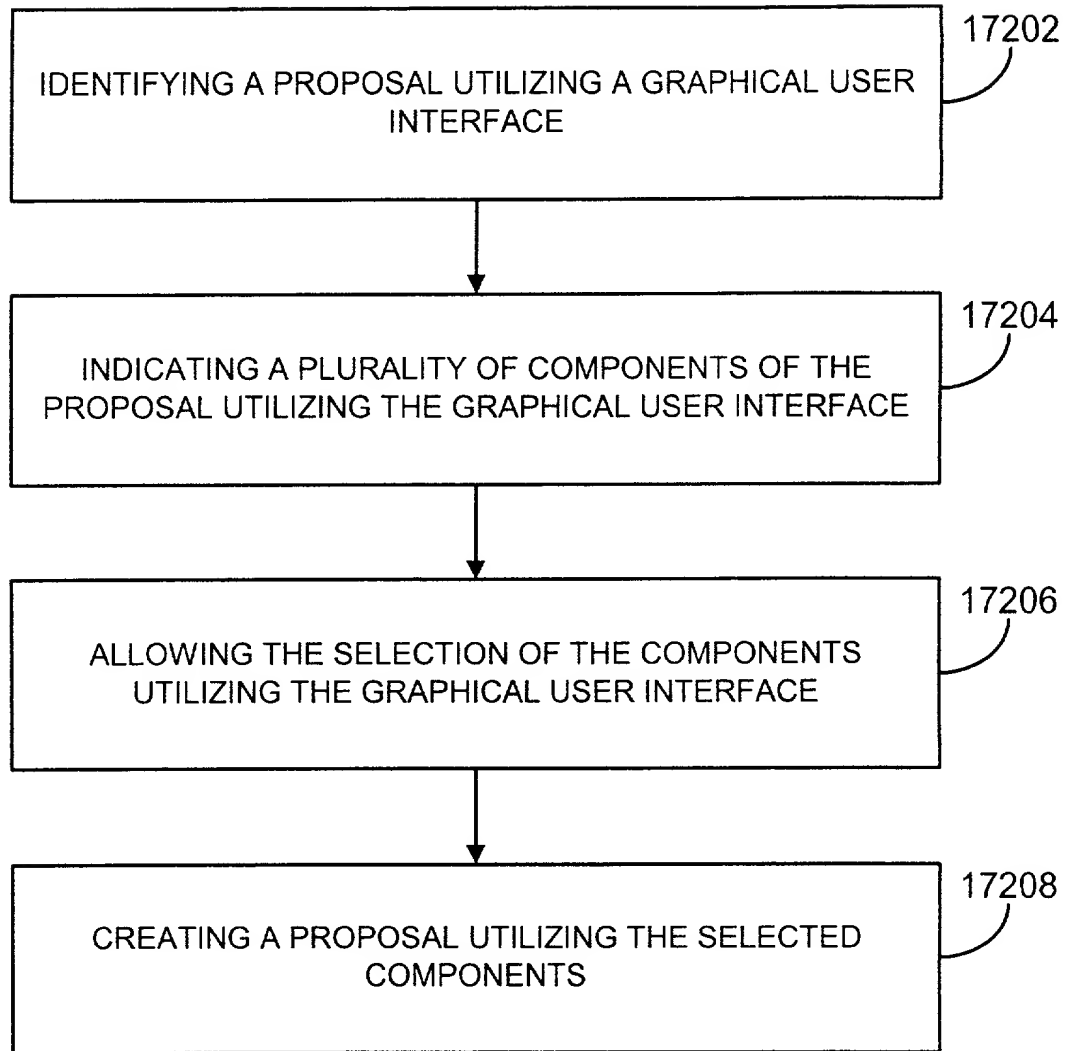 17202
IDENTIFYING A PROPOSAL UTILIZING A GRAPHICAL USER
INTERFACE
17204
INDICATING A PLURALITY OF COMPONENTS OF THE
PROPOSAL UTILIZING THE GRAPHICAL USER INTERFACE
17206
ALLOWING THE SELECTION OF THE COMPONENTS
UTILIZING THE GRAPHICAL USER INTERFACE
17208
CREATING A PROPOSAL UTILIZING THE SELECTED
COMPONENTS